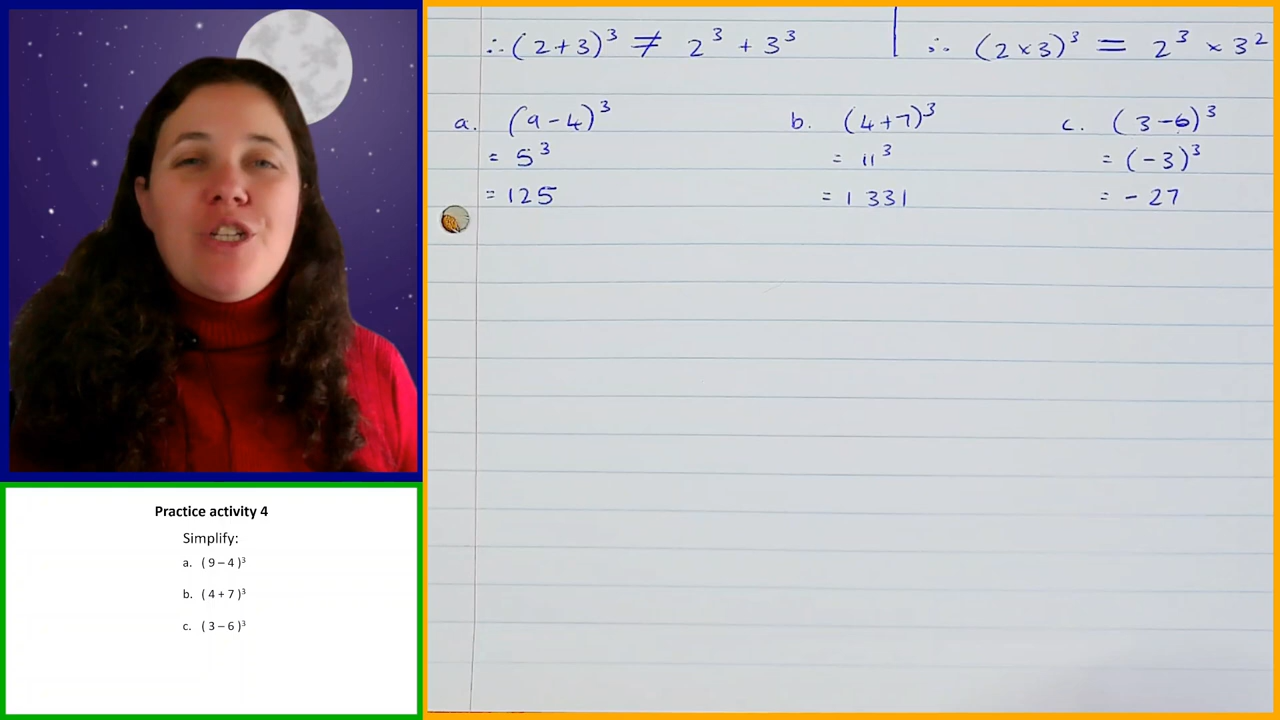 ∴ (2+3)³ ≠ 2³ + 3³
∴ (2×3)³ = 2³ × 3²
a. (9-4)³
= 5³
= 125
b. (4+7)³
= 11³
= 1 331
c. (3-6)³
= (-3)³
= -27
Practice activity 4
Simplify:
a. ( 9 – 4 )³
b. ( 4 + 7 )³
c. ( 3 – 6 )³